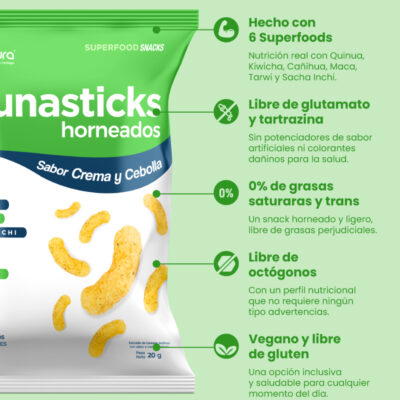 ura
SUPERFOOD SNACKS
unasticks
horneados
Sabor Crema y Cebolla
CHI
Peso
20 g
Hecho con
6 Superfoods
Nutrición real con Quinua,
Kiwicha, Cañihua, Maca,
Tarwi y Sacha Inchi.
Libre de glutamato
y tartrazina
Sin potenciadores de sabor
artificiales ni colorantes
dañinos para la salud.
0%
0% de grasas
saturaras y trans
Un snack horneado y ligero,
libre de grasas perjudiciales.
Libre de
octógonos
Con un perfil nutricional
que no requiere ningún
tipo advertencias.
Vegano y libre
de gluten
Una opción inclusiva
y saludable para cualquier
momento del día.